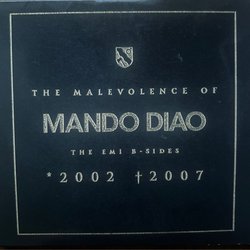 THE MALEVOLENCE OF
MANDO DIAO
THE EMI B-SIDES
*2002 †2007